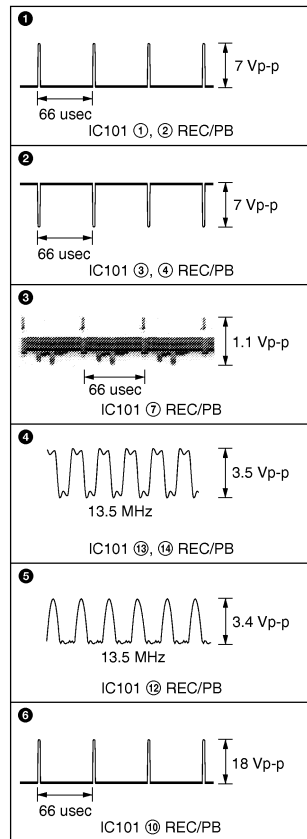 ❶
7 Vp-p
66 usec
IC101 ①, ② REC/PB
❷
7 Vp-p
66 usec
IC101 ③, ④ REC/PB
❸
1.1 Vp-p
66 usec
IC101 ⑦ REC/PB
❹
3.5 Vp-p
13.5 MHz
IC101 ⑬, ⑭ REC/PB
❺
3.4 Vp-p
13.5 MHz
IC101 ⑫ REC/PB
❻
18 Vp-p
66 usec
IC101 ⑩ REC/PB